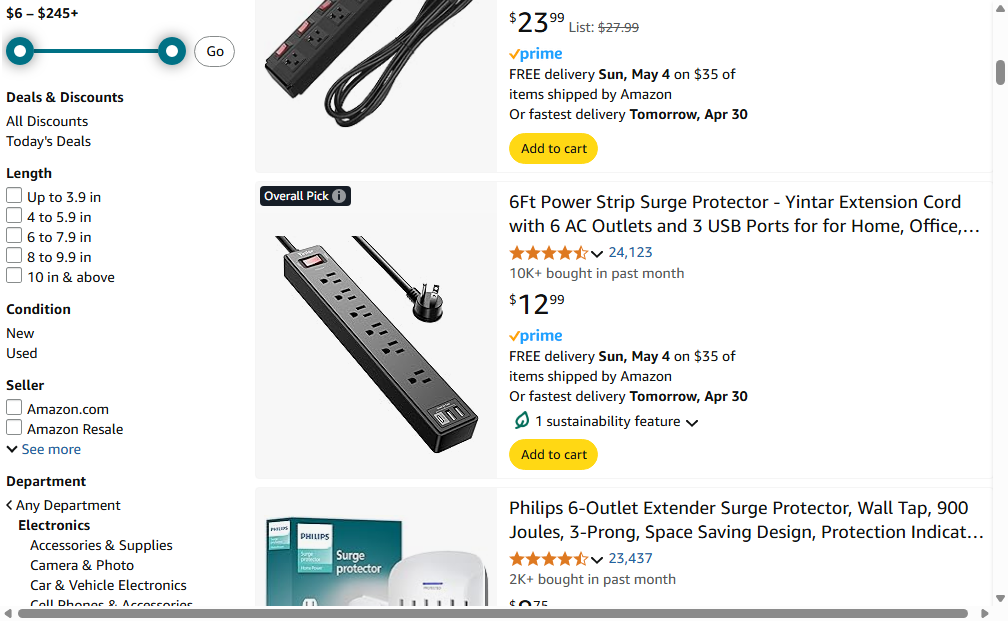 $6 – $245+
Go
Deals & Discounts
All Discounts
Today's Deals
Length
Up to 3.9 in
4 to 5.9 in
6 to 7.9 in
8 to 9.9 in
10 in & above
Condition
New
Used
Seller
Amazon.com
Amazon Resale
See more
Department
Any Department
Electronics
Accessories & Supplies
Camera & Photo
Car & Vehicle Electronics
Cell Phones & Accessories
$23 99 List: $27.99
prime
FREE delivery Sun, May 4 on $35 of
items shipped by Amazon
Or fastest delivery Tomorrow, Apr 30
Add to cart
Overall Pick
6Ft Power Strip Surge Protector - Yintar Extension Cord
with 6 AC Outlets and 3 USB Ports for for Home, Office,...
24,123
10K+ bought in past month
$12 99
prime
FREE delivery Sun, May 4 on $35 of
items shipped by Amazon
Or fastest delivery Tomorrow, Apr 30
1 sustainability feature
Add to cart
PHILIPS
PHILIPS
Surge
protector
Philips 6-Outlet Extender Surge Protector, Wall Tap, 900
Joules, 3-Prong, Space Saving Design, Protection Indicat...
23,437
2K+ bought in past month